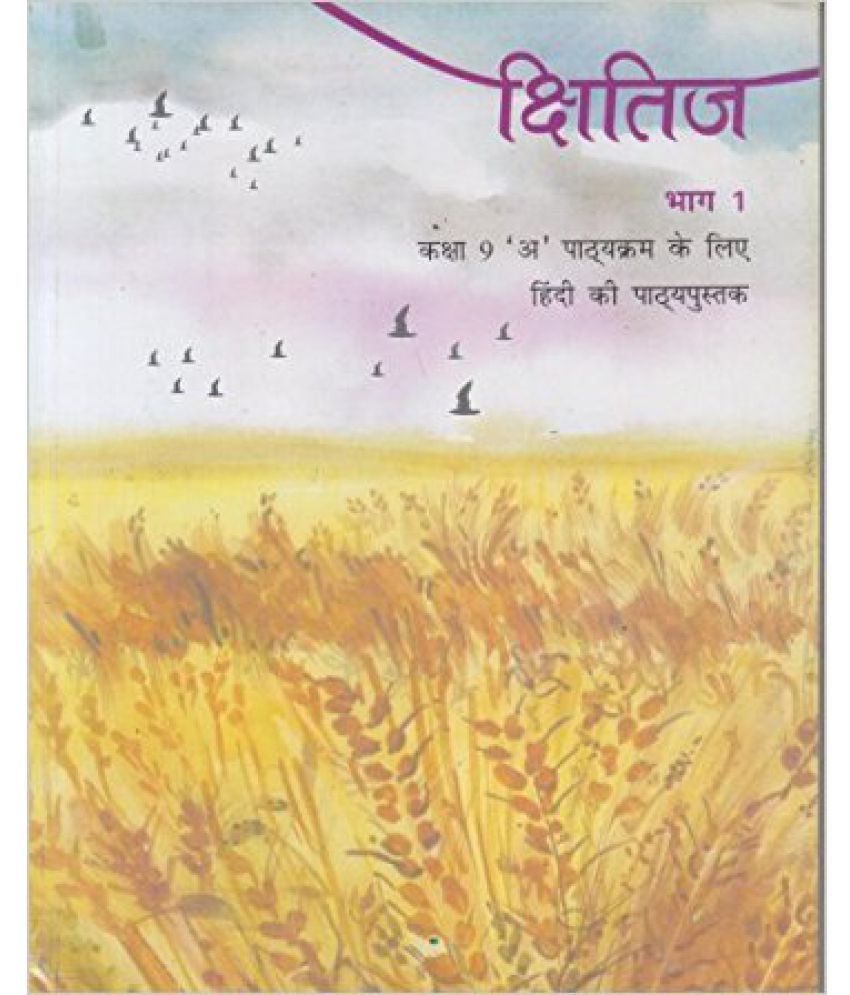 क्षितिज
भाग 1
कक्षा 9 ‘अ’ पाठ्यक्रम के लिए
हिंदी की पाठ्यपुस्तक